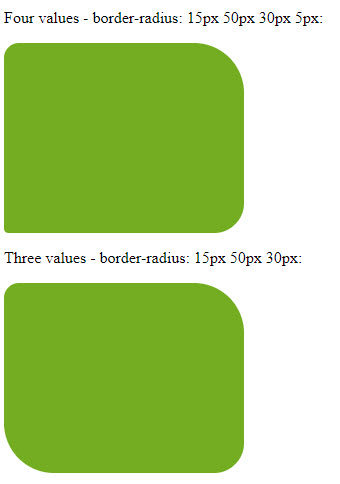 Four values - border-radius: 15px 50px 30px 5px:
Three values - border-radius: 15px 50px 30px: